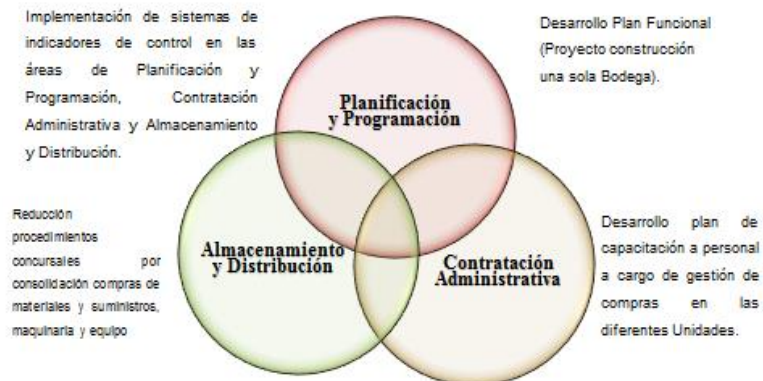 Implementación de sistemas de
indicadores de control en las
áreas de Planificación y
Programación, Contratación
Administrativa y Almacenamiento
y Distribución.
Desarrollo Plan Funcional
(Proyecto construcción
una sola Bodega).
Planificación
y Programación
Reducción
procedimientos
concursales por
consolidación compras de
materiales y suministros,
maquinaria y equipo
Almacenamiento
y Distribución
Contratación
Administrativa
Desarrollo plan de
capacitación a personal
a cargo de gestión de
compras en las
diferentes Unidades.